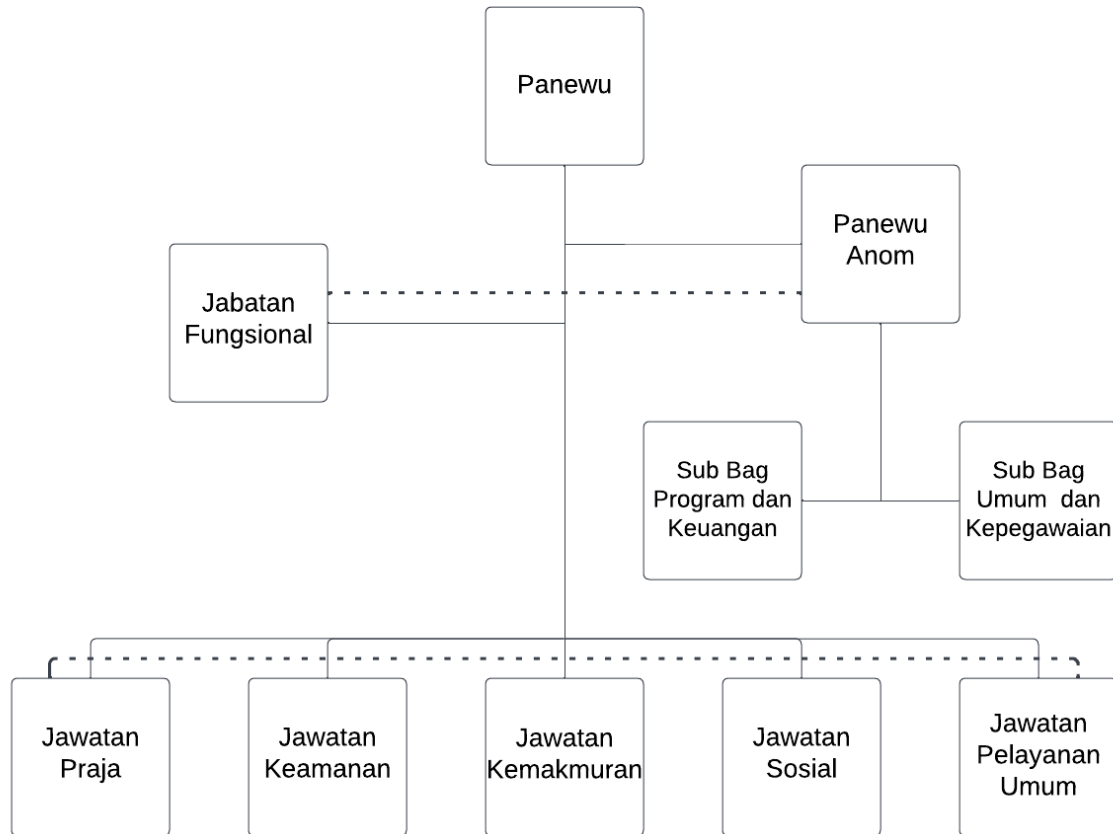 Panewu
Panewu
Anom
Jabatan
Fungsional
Sub Bag
Program dan
Keuangan
Sub Bag
Umum dan
Kepegawaian
Jawatan
Praja
Jawatan
Keamanan
Jawatan
Kemakmuran
Jawatan
Sosial
Jawatan
Pelayanan
Umum